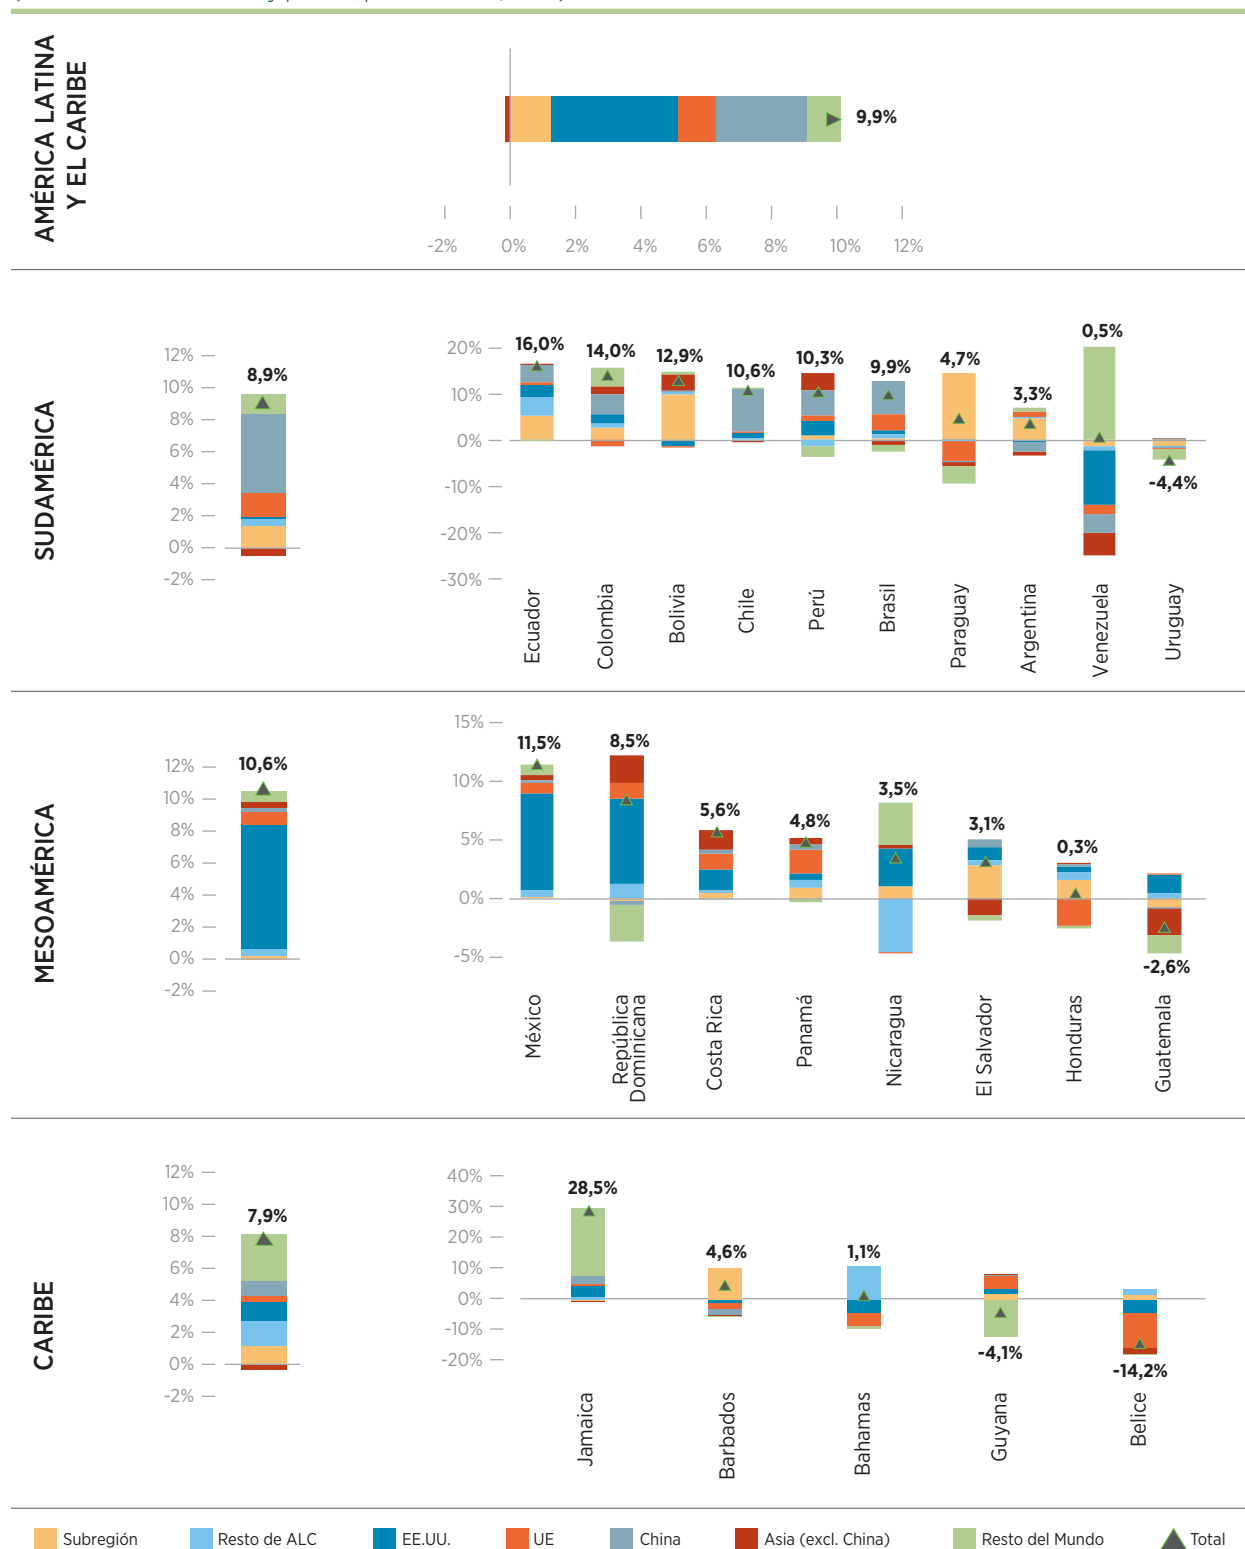 AMÉRICA LATINA
Y EL CARIBE
9,9%
-2% 0% 2% 4% 6% 8% 10% 12%
SUDAMÉRICA
12%
10%
8%
6%
4%
2%
0%
-2%
8,9%
20%
10%
0%
-10%
-20%
-30%
16,0% 14,0% 12,9% 10,6% 10,3% 9,9% 4,7% 3,3% 0,5% -4,4%
Ecuador
Colombia
Bolivia
Chile
Perú
Brasil
Paraguay
Argentina
Venezuela
Uruguay
MESOAMÉRICA
12%
10%
8%
6%
4%
2%
0%
-2%
10,6%
15%
10%
5%
0%
-5%
11,5% 8,5% 5,6% 4,8% 3,5% 3,1% 0,3% -2,6%
México
República
Dominicana
Costa Rica
Panamá
Nicaragua
El Salvador
Honduras
Guatemala
CARIBE
12%
10%
8%
6%
4%
2%
0%
-2%
7,9%
40%
30%
20%
10%
0%
-10%
-20%
28,5% 4,6% 1,1% -4,1% -14,2%
Jamaica
Barbados
Bahamas
Guyana
Belice
Subregión Resto de ALC EE.UU. UE China Asia (excl. China) Resto del Mundo Total